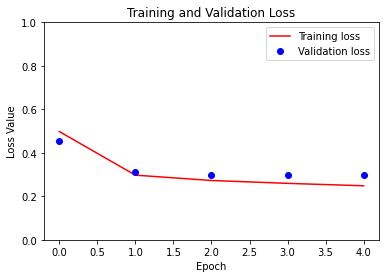 Training and Validation Loss
1.0
Training loss
Validation loss
0.8
0.6
Loss Value
0.4
0.2
0.0
0.0 0.5 1.0 1.5 2.0 2.5 3.0 3.5 4.0
Epoch